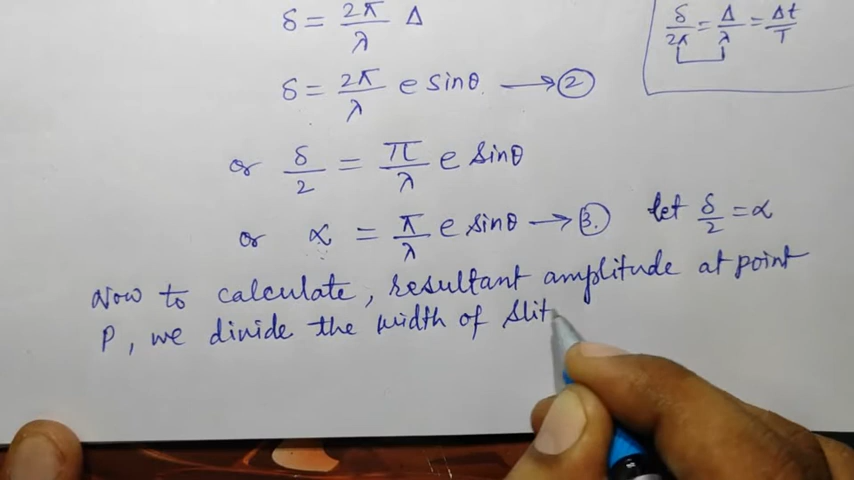 δ = 2π/λ Δ
δ/2π = Δ/λ = Δt/T
δ = 2π/λ e sinθ. → ②
or δ/2 = π/λ e sinθ
or α = π/λ e sinθ → ③. let δ/2 = α
Now to calculate, resultant amplitude at point
P, we divide the width of slit